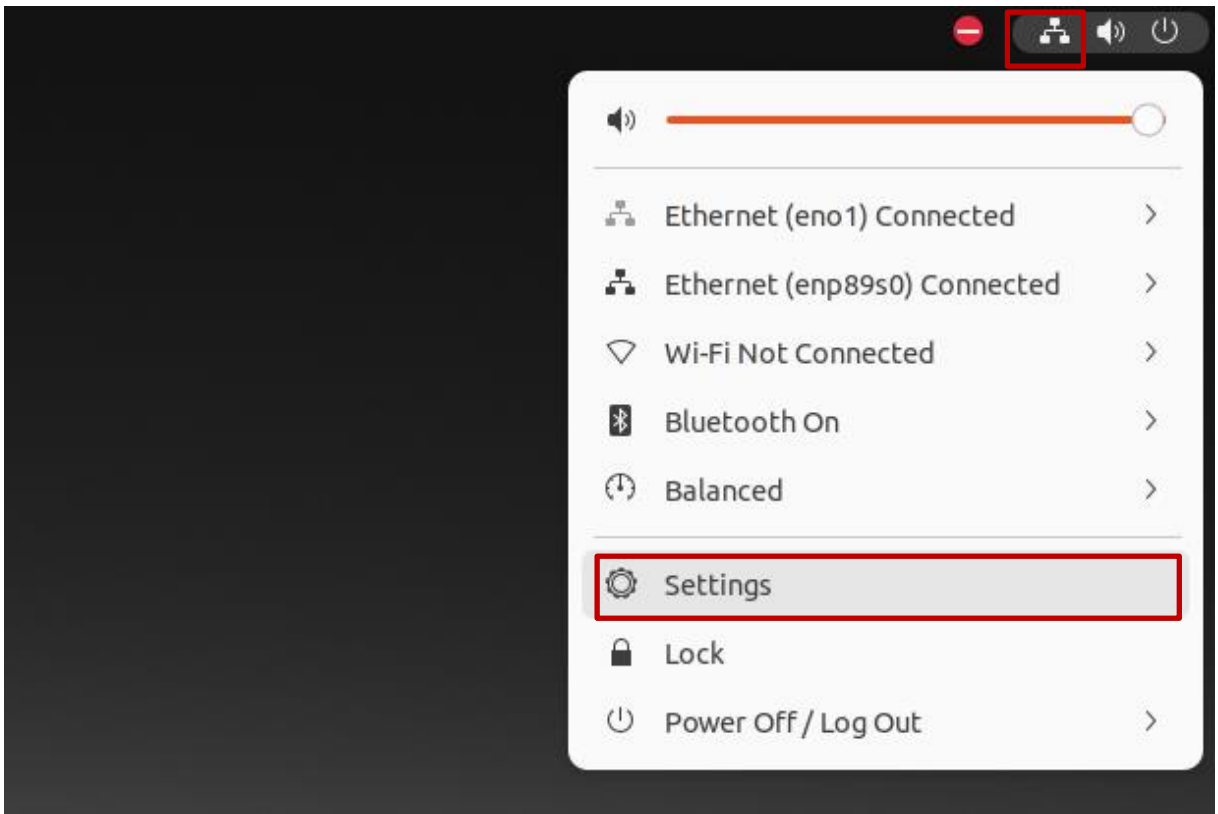 Ethernet (eno1) Connected
Ethernet (enp89s0) Connected
Wi-Fi Not Connected
Bluetooth On
Balanced
Settings
Lock
Power Off / Log Out